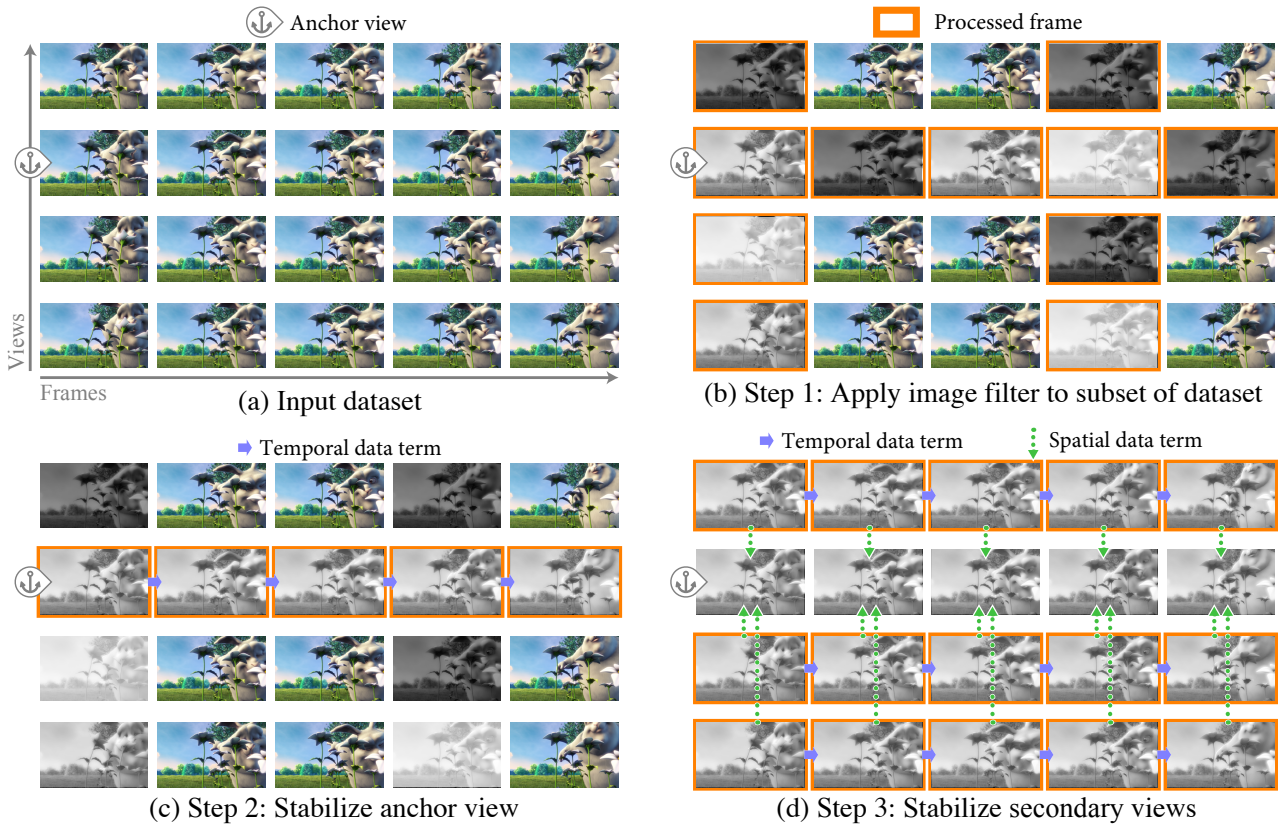 Anchor view
Views
Frames
(a) Input dataset
Processed frame
(b) Step 1: Apply image filter to subset of dataset
Temporal data term
(c) Step 2: Stabilize anchor view
Temporal data term
Spatial data term
(d) Step 3: Stabilize secondary views